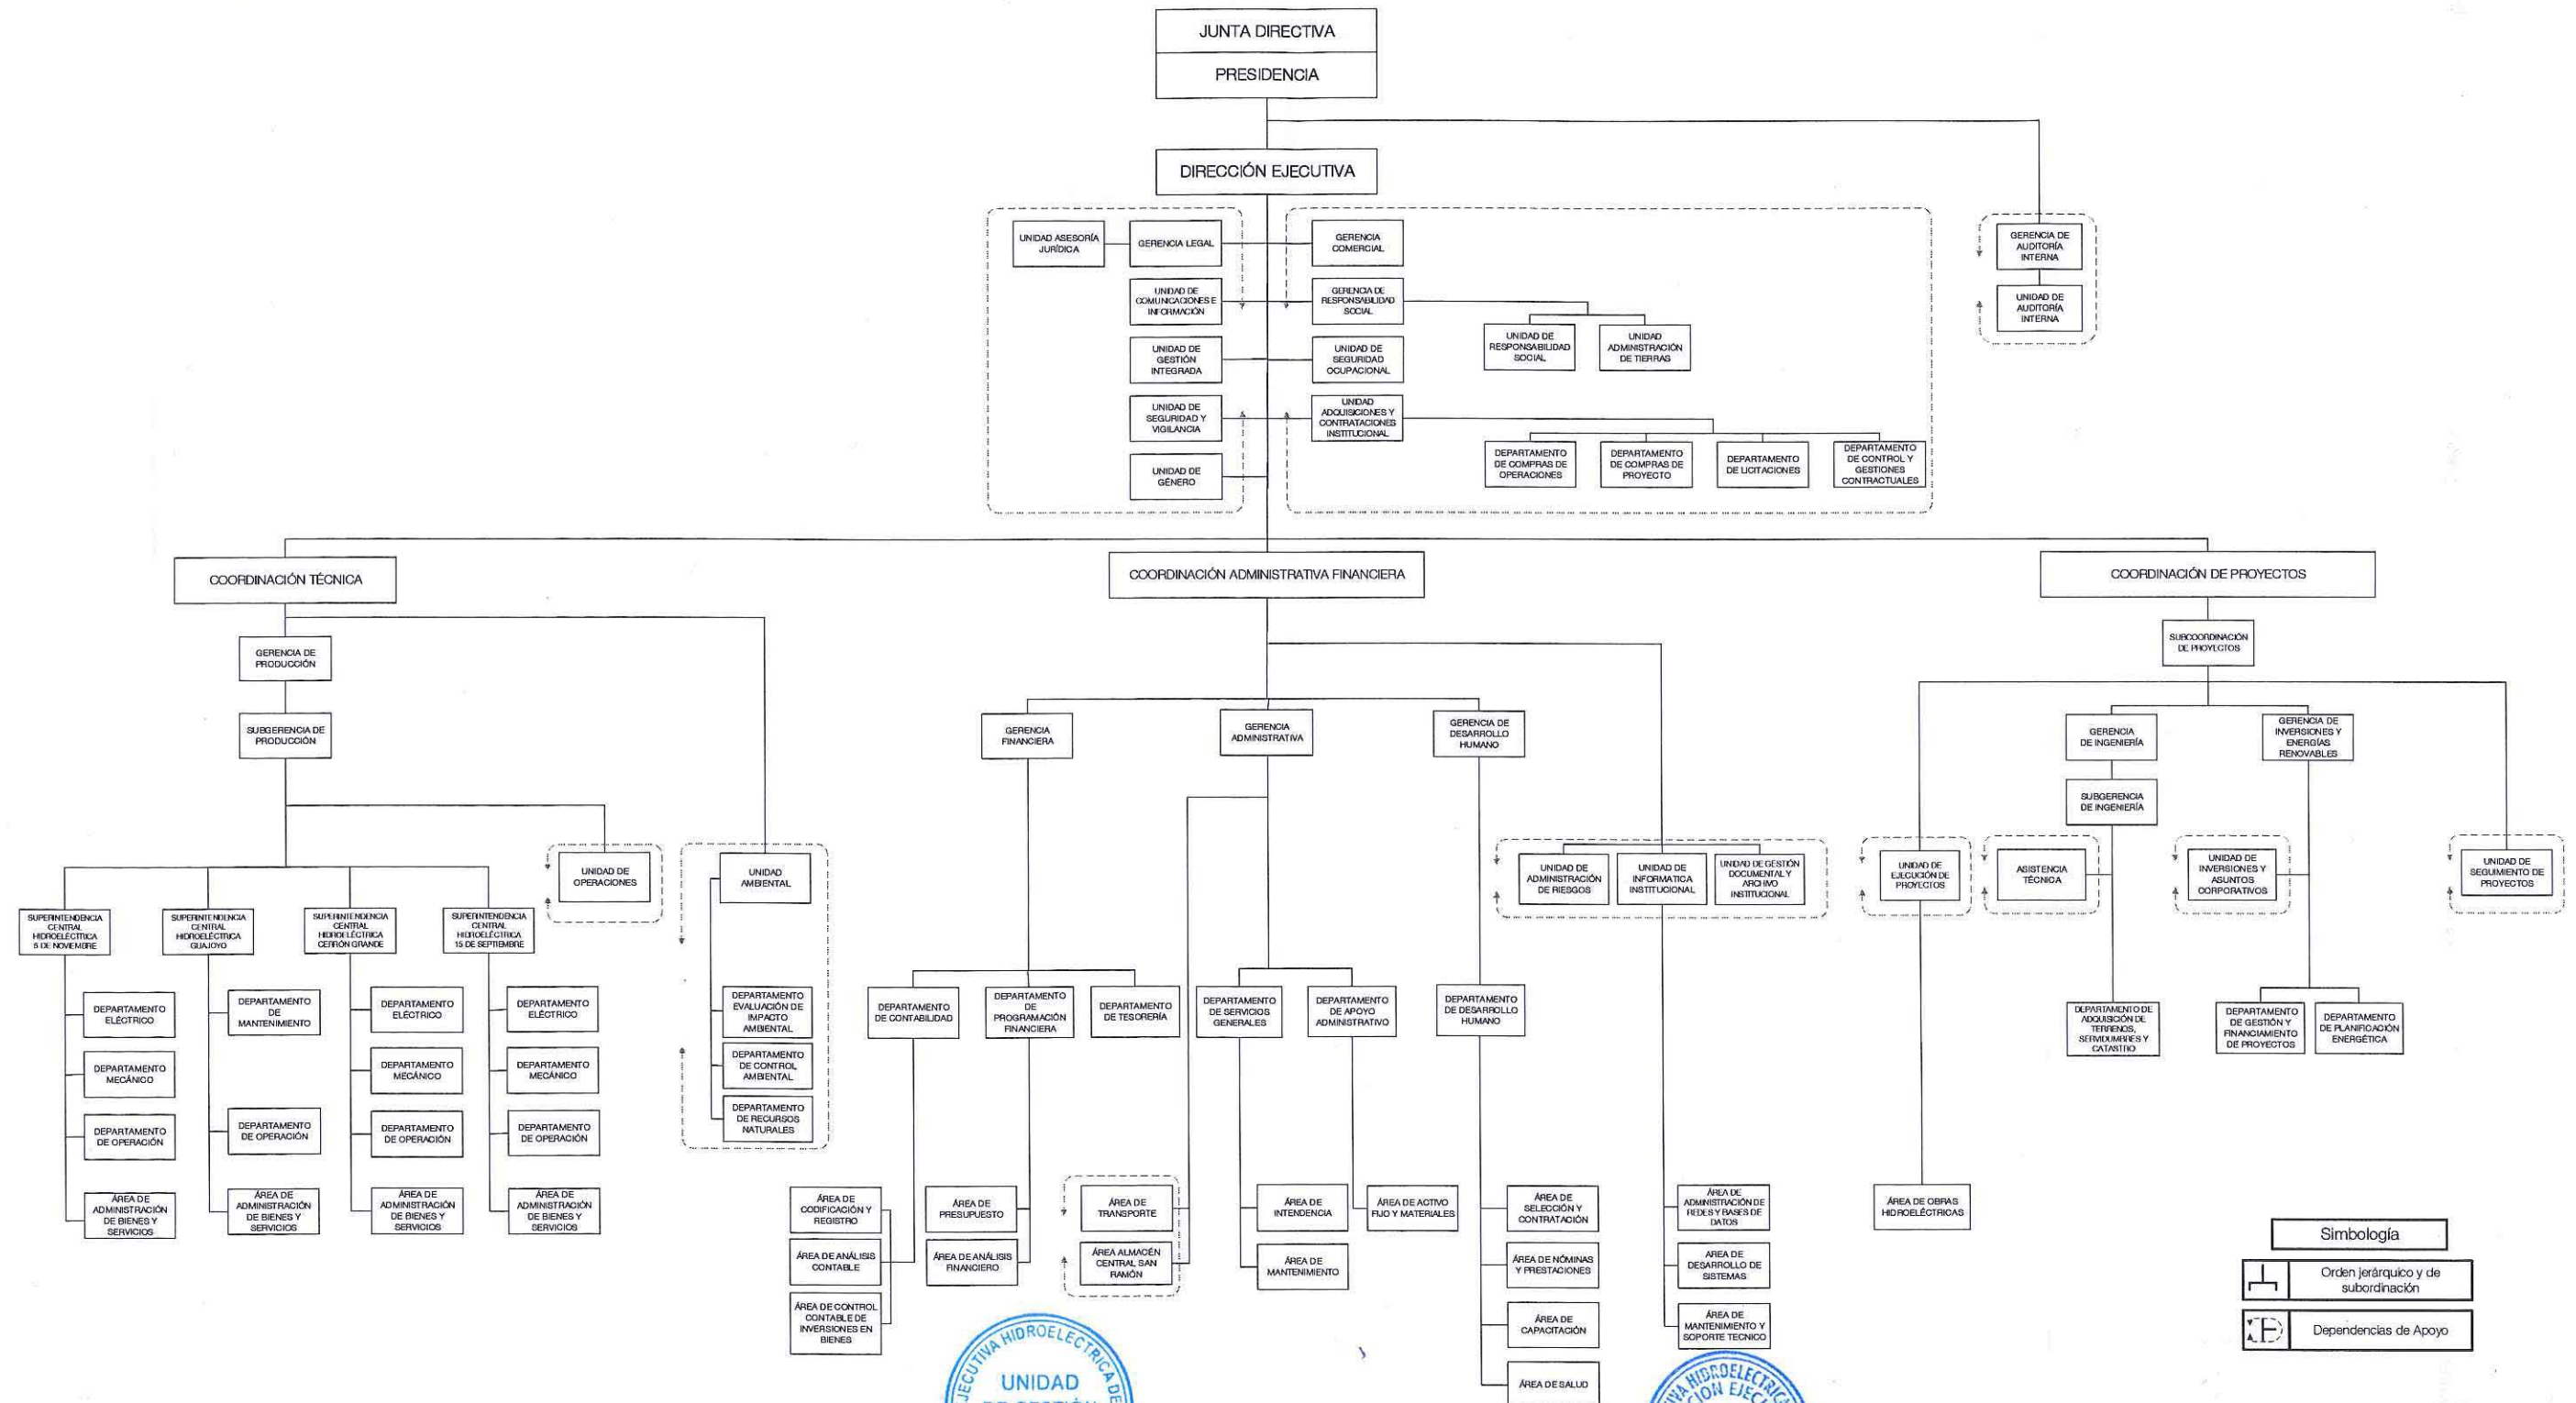 JUNTA DIRECTIVA
PRESIDENCIA
DIRECCIÓN EJECUTIVA
UNIDAD ASESORÍA
JURÍDICA
GERENCIA LEGAL
GERENCIA
COMERCIAL
GERENCIA DE
AUDITORÍA
INTERNA
UNIDAD DE
COMUNICACIONES E
INFORMACIÓN
GERENCIA DE
RESPONSABILIDAD
SOCIAL
UNIDAD DE
AUDITORÍA
INTERNA
UNIDAD DE
RESPONSABILIDAD
SOCIAL
UNIDAD
ADMINISTRACIÓN
DE TIERRAS
UNIDAD DE
GESTIÓN
INTEGRADA
UNIDAD DE
SEGURIDAD
OCUPACIONAL
UNIDAD DE
SEGURIDAD Y
VIGILANCIA
UNIDAD
ADQUISICIONES Y
CONTRATACIONES
INSTITUCIONAL
DEPARTAMENTO
DE COMPRAS DE
OPERACIONES
DEPARTAMENTO
DE COMPRAS DE
PROYECTO
DEPARTAMENTO
DE LICITACIONES
DEPARTAMENTO
DE CONTROL Y
GESTIONES
CONTRACTUALES
UNIDAD DE
GÉNERO
COORDINACIÓN TÉCNICA
COORDINACIÓN ADMINISTRATIVA FINANCIERA
COORDINACIÓN DE PROYECTOS
GERENCIA DE
PRODUCCIÓN
SUBCOORDINACIÓN
DE PROYECTOS
SUBGERENCIA DE
PRODUCCIÓN
GERENCIA
FINANCIERA
GERENCIA
ADMINISTRATIVA
GERENCIA DE
DESARROLLO
HUMANO
GERENCIA
DE INGENIERÍA
GERENCIA DE
INVERSIONES Y
ENERGÍAS
RENOVABLES
SUBGERENCIA
DE INGENIERÍA
UNIDAD DE
OPERACIONES
UNIDAD
AMBIENTAL
UNIDAD DE
ADMINISTRACIÓN
DE RIESGOS
UNIDAD DE
INFORMATICA
INSTITUCIONAL
UNIDAD DE GESTIÓN
DOCUMENTAL Y
ARCHIVO
INSTITUCIONAL
UNIDAD DE
EJECUCIÓN DE
PROYECTOS
ASISTENCIA
TÉCNICA
UNIDAD DE
INVERSIONES Y
ASUNTOS
CORPORATIVOS
UNIDAD DE
SEGUIMIENTO DE
PROYECTOS
SUPERINTENDENCIA
CENTRAL
HIDROELÉCTTRICA
5 DE NOVIEMBRE
SUPERINTENDENCIA
CENTRAL
HIDROELÉCTRICA
GUAJOYO
SUPERINTENDENCIA
CENTRAL
HIDROELÉCTRICA
CERRÓN GRANDE
SUPERINTENDENCIA
CENTRAL
HIDROELÉCTRICA
15 DE SEPTIEMBRE
DEPARTAMENTO
ELÉCTRICO
DEPARTAMENTO
DE
MANTENIMIENTO
DEPARTAMENTO
ELÉCTRICO
DEPARTAMENTO
ELÉCTRICO
DEPARTAMENTO
EVALUACIÓN DE
IMPACTO
AMBIENTAL
DEPARTAMENTO
DE CONTABILIDAD
DEPARTAMENTO
DE
PROGRAMACIÓN
FINANCIERA
DEPARTAMENTO
DE TESORERÍA
DEPARTAMENTO
DE SERVICIOS
GENERALES
DEPARTAMENTO
DE APOYO
ADMINISTRATIVO
DEPARTAMENTO
DE DESARROLLO
HUMANO
DEPARTAMENTO DE
ADQUISICIÓN DE
TERRENOS,
SERVIDUMBRES Y
CATASTRO
DEPARTAMENTO
DE GESTIÓN Y
FINANCIAMIENTO
DE PROYECTOS
DEPARTAMENTO
DE PLANIFICACIÓN
ENERGÉTICA
DEPARTAMENTO
MECÁNICO
DEPARTAMENTO
MECÁNICO
DEPARTAMENTO
MECÁNICO
DEPARTAMENTO
DE CONTROL
AMBIENTAL
DEPARTAMENTO
DE OPERACIÓN
DEPARTAMENTO
DE OPERACIÓN
DEPARTAMENTO
DE OPERACIÓN
DEPARTAMENTO
DE OPERACIÓN
DEPARTAMENTO
DE RECURSOS
NATURALES
ÁREA DE
ADMINISTRACIÓN
DE BIENES Y
SERVICIOS
ÁREA DE
ADMINISTRACIÓN
DE BIENES Y
SERVICIOS
ÁREA DE
ADMINISTRACIÓN
DE BIENES Y
SERVICIOS
ÁREA DE
ADMINISTRACIÓN
DE BIENES Y
SERVICIOS
ÁREA DE
CODIFICACIÓN Y
REGISTRO
ÁREA DE
PRESUPUESTO
ÁREA DE
TRANSPORTE
ÁREA DE
INTENDENCIA
ÁREA DE ACTIVO
FIJO Y MATERIALES
ÁREA DE
SELECCIÓN Y
CONTRATACIÓN
ÁREA DE
ADMINISTRACIÓN DE
REDES Y BASES DE
DATOS
ÁREA DE OBRAS
HIDROELÉCTRICAS
ÁREA DE ANÁLISIS
CONTABLE
ÁREA DE ANÁLISIS
FINANCIERO
ÁREA ALMACÉN
CENTRAL SAN
RAMÓN
ÁREA DE
MANTENIMIENTO
ÁREA DE NÓMINAS
Y PRESTACIONES
AREA DE
DESARROLLO DE
SISTEMAS
ÁREA DE CONTROL
CONTABLE DE
INVERSIONES EN
BIENES
ÁREA DE
CAPACITACIÓN
ÁREA DE
MANTENIMIENTO Y
SOPORTE TECNICO
ÁREA DE SALUD
Simbología
Orden jerárquico y de
subordinación
Dependencias de Apoyo
HIDROELECTRICA DE
UNIDAD
DE GESTIÓN
HIDROELECTRICA